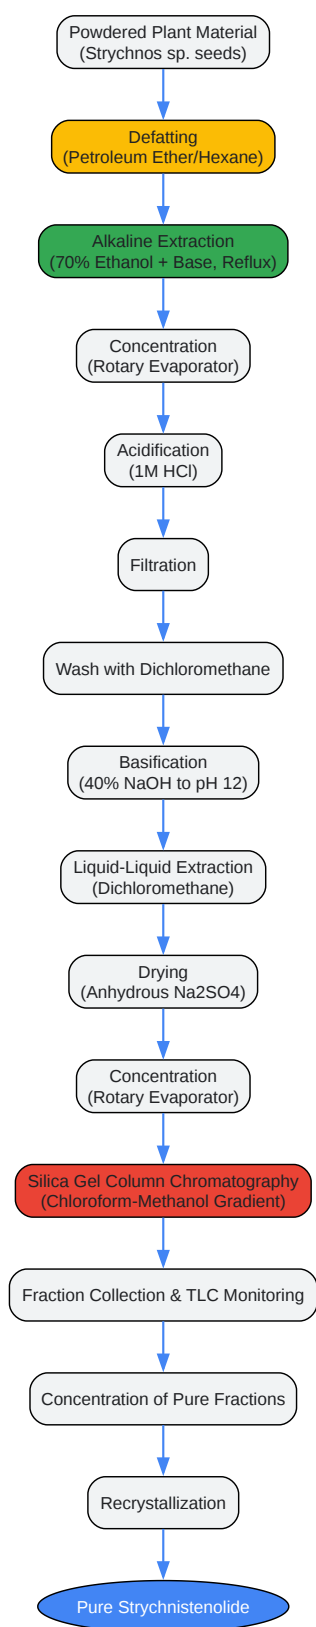 Powdered Plant Material
(Strychnos sp. seeds)
Defatting
(Petroleum Ether/Hexane)
Alkaline Extraction
(70% Ethanol + Base, Reflux)
Concentration
(Rotary Evaporator)
Acidification
(1M HCl)
Filtration
Wash with Dichloromethane
Basification
(40% NaOH to pH 12)
Liquid-Liquid Extraction
(Dichloromethane)
Drying
(Anhydrous Na2SO4)
Concentration
(Rotary Evaporator)
Silica Gel Column Chromatography
(Chloroform-Methanol Gradient)
Fraction Collection & TLC Monitoring
Concentration of Pure Fractions
Recrystallization
Pure Strychnistenolide